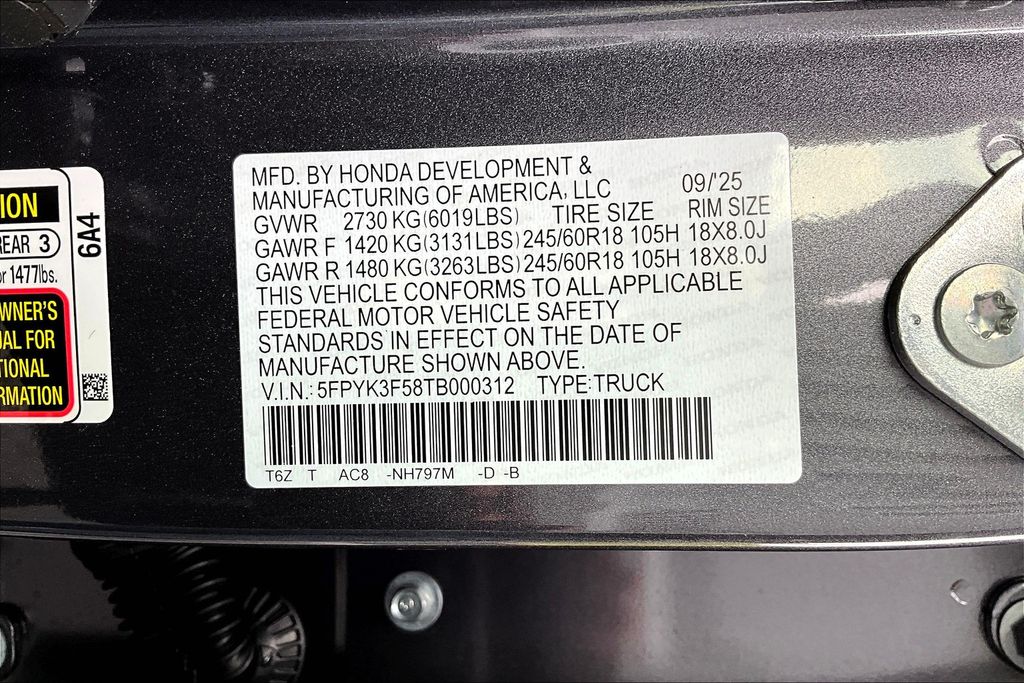 ION
REAR 3
or 1477lbs.
WNER'S
UAL FOR
TIONAL
RMATION
6A4
MFD. BY HONDA DEVELOPMENT &
MANUFACTURING OF AMERICA, LLC 09/'25
GVWR 2730 KG(6019LBS) TIRE SIZE RIM SIZE
GAWR F 1420 KG(3131LBS) 245/60R18 105H 18X8.0J
GAWR R 1480 KG(3263LBS) 245/60R18 105H 18X8.0J
THIS VEHICLE CONFORMS TO ALL APPLICABLE
FEDERAL MOTOR VEHICLE SAFETY
STANDARDS IN EFFECT ON THE DATE OF
MANUFACTURE SHOWN ABOVE.
V.I.N.: 5FPYK3F58TB000312 TYPE:TRUCK
T6Z T AC8 -NH797M -D -B